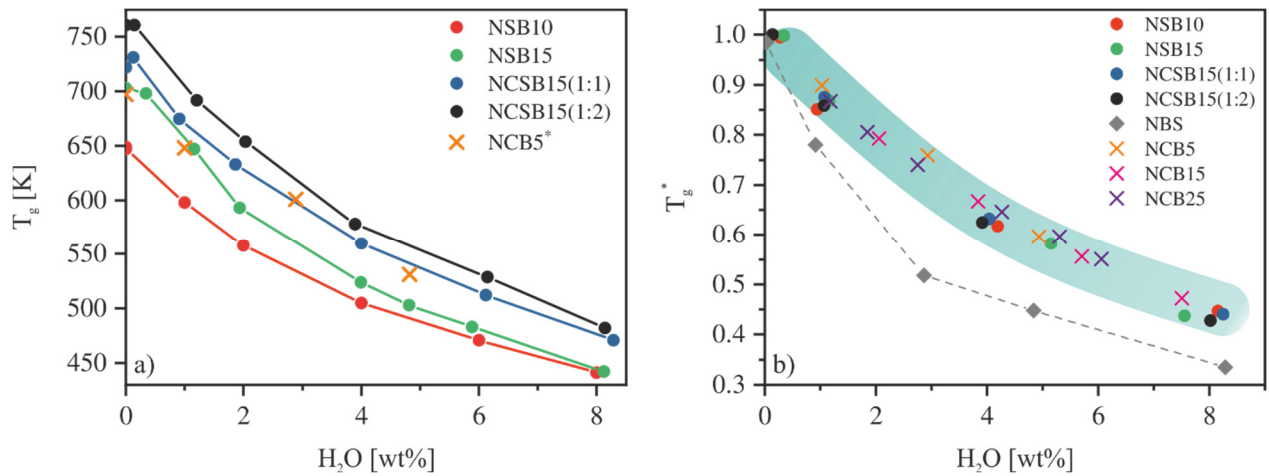 T_g [K]
750
700
650
600
550
500
450
NSB10
NSB15
NCSB15(1:1)
NCSB15(1:2)
NCB5*
a)
0 2 4 6 8
H₂O [wt%]
T_g*
1.0
0.9
0.8
0.7
0.6
0.5
0.4
0.3
NSB10
NSB15
NCSB15(1:1)
NCSB15(1:2)
NBS
NCB5
NCB15
NCB25
b)
0 2 4 6 8
H₂O [wt%]